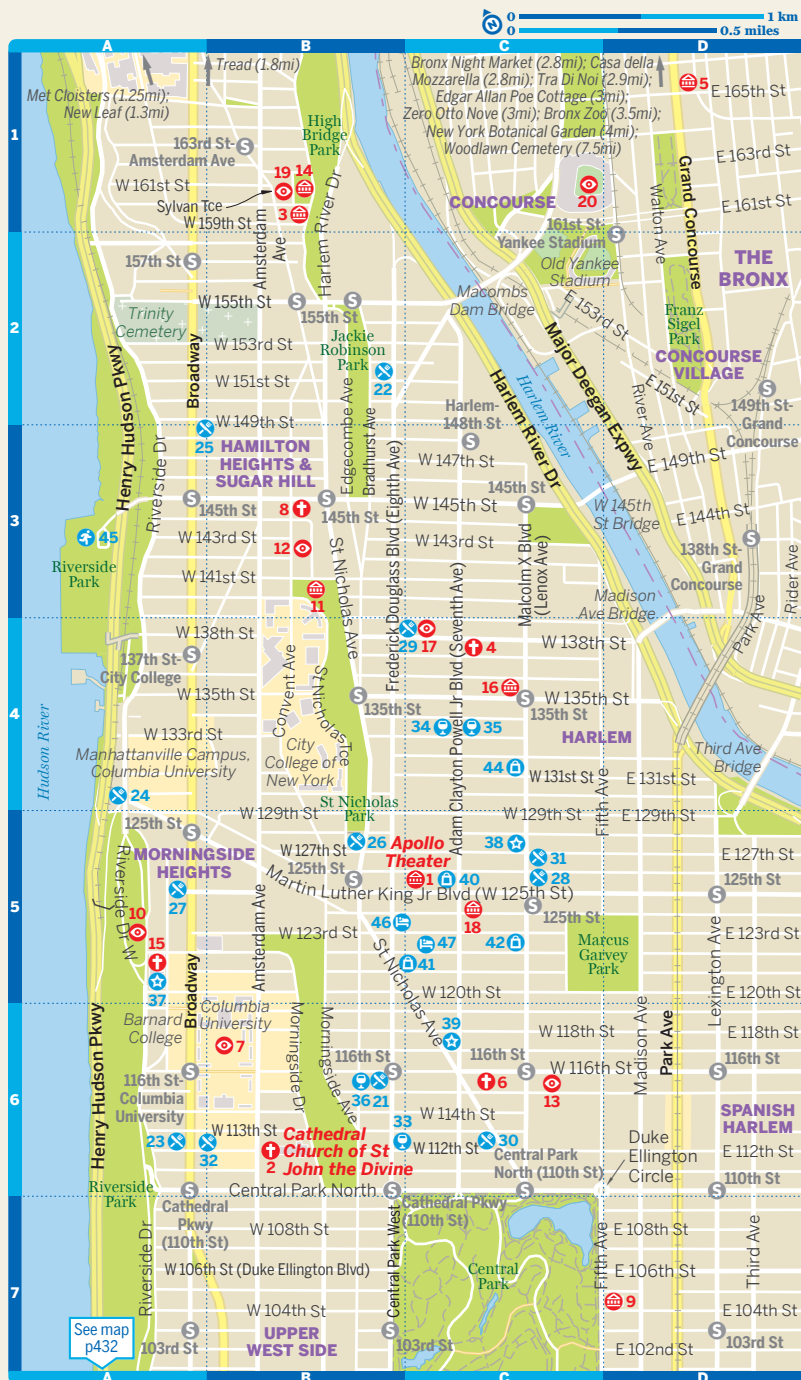 N
0
1 km
0
0.5 miles
A
B
C
D
Tread (1.8mi)
Met Cloisters (1.25mi);
New Leaf (1.3mi)
Bronx Night Market (2.8mi); Casa della
Mozzarella (2.8mi); Tra Di Noi (2.9mi);
Edgar Allan Poe Cottage (3mi);
Zero Otto Nove (3mi); Bronx Zoo (3.5mi);
New York Botanical Garden (4mi);
Woodlawn Cemetery (7.5mi)
5
E 165th St
High
Bridge
Park
1
163rd St-
Amsterdam Ave
S
E 163rd St
19
14
W 161st St
Sylvan Tce
3
W 159th St
Amsterdam
Ave
Harlem River Dr
CONCOURSE
20
Walton Ave
Grand Concourse
E 161st St
161st St-
Yankee Stadium
S
Old Yankee
Stadium
THE
BRONX
157th St
S
W 155th St
S
S
155th St
Macombs
Dam Bridge
E 153rd St
Trinity
Cemetery
2
W 153rd St
Jackie
Robinson
Park
Franz
Sigel
Park
Henry Hudson Pkwy
Broadway
W 151st St
22
Major Deegan Expwy
CONCOURSE
VILLAGE
E 151st St
S
149th St-
Grand
Concourse
W 149th St
25
HAMILTON
HEIGHTS &
SUGAR HILL
Edgecombe Ave
Bradhurst Ave
Harlem-
148th St
S
Harlem River Dr
Harlem River
River Ave
E 149th St
Riverside Dr
W 147th St
S
145th St
8
S
145th St
W 145th St
145th St
S
W 145th
St Bridge
E 144th St
3
45
Riverside
Park
W 143rd St
12
W 143rd St
138th St-
Grand
Concourse
S
W 141st St
11
St Nicholas Ave
Frederick Douglass Blvd (Eighth Ave)
Adam Clayton Powell Jr Blvd (Seventh Ave)
Malcolm X Blvd
(Lenox Ave)
Madison
Ave Bridge
Park Ave
Rider Ave
W 138th St
29
17
4
W 138th St
137th St-
City College
S
Convent Ave
St Nicholas Tce
16
W 135th St
S
135th St
S
135th St
W 135th St
4
W 133rd St
City
College of
New York
34
35
HARLEM
Hudson River
Manhattanville Campus,
Columbia University
44
W 131st St
Fifth Ave
E 131st St
Third Ave
Bridge
24
W 129th St
St Nicholas
Park
W 129th St
E 129th St
125th St
S
W 127th St
26
Apollo
Theater
38
31
E 127th St
MORNINGSIDE
HEIGHTS
125th St
S
1
40
28
125th St
S
Martin Luther King Jr Blvd (W 125th St)
27
5
10
Riverside Dr W
Amsterdam Ave
46
18
S
125th St
15
W 123rd St
47
42
Marcus
Garvey
Park
Lexington Ave
E 123rd St
37
41
St Nicholas Ave
W 120th St
E 120th St
Henry Hudson Pkwy
Barnard
College
Broadway
Columbia
University
7
Morningside Dr
Morningside Ave
39
W 118th St
Madison Ave
Park Ave
E 118th St
S
116th St-
Columbia
University
116th St
S
116th St
S
W 116th St
116th St
S
36
21
6
13
6
W 114th St
SPANISH
HARLEM
W 113th St
23
32
Cathedral
Church of St
John the Divine
2
33
W 112th St
30
Duke
Ellington
Circle
E 112th St
Central Park
North (110th St)
S
110th St
S
Riverside
Park
S
Cathedral
Pkwy
(110th St)
Central Park North
S
Cathedral Pkwy
(110th St)
W 108th St
E 108th St
Riverside Dr
W 106th St (Duke Ellington Blvd)
Central Park West
Central
Park
Fifth Ave
E 106th St
Third Ave
7
9
W 104th St
E 104th St
See map
p432
S
103rd St
UPPER
WEST SIDE
S
103rd St
S
103rd St
E 102nd St
A
B
C
D